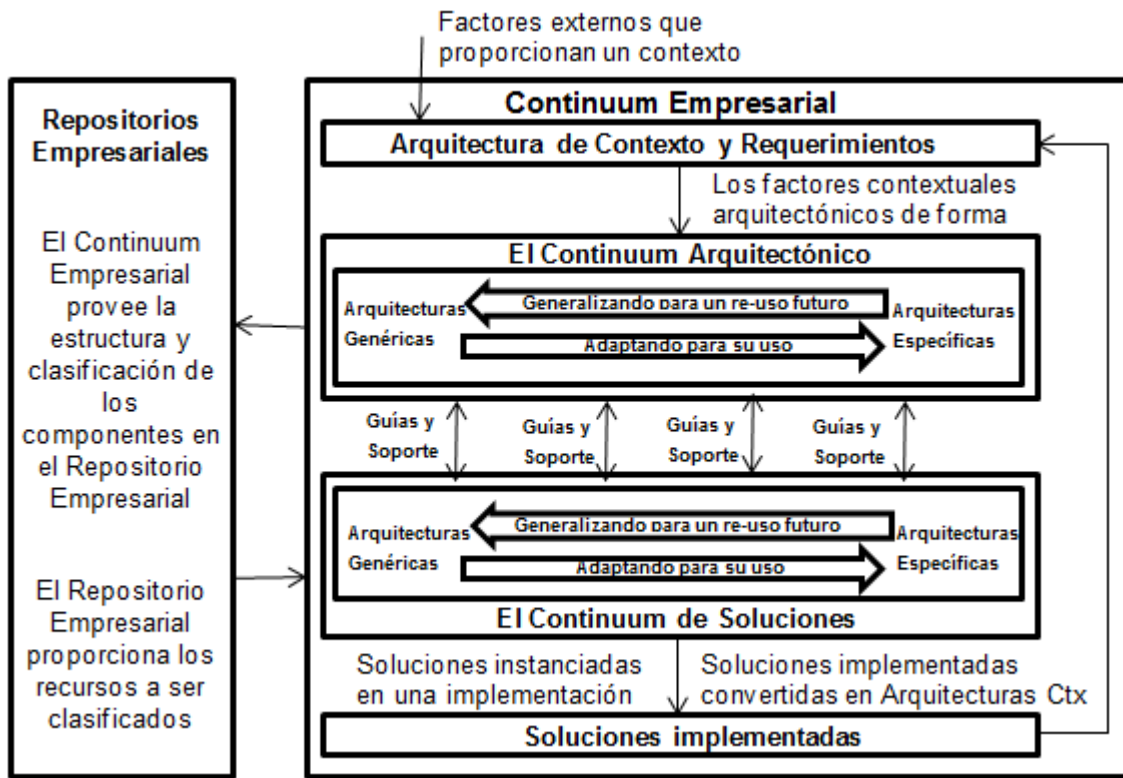 Factores externos que
proporcionan un contexto
Repositorios
Empresariales
El Continuum
Empresarial
provee la
estructura y
clasificación de
los
componentes en
el Repositorio
Empresarial
El Repositorio
Empresarial
proporciona los
recursos a ser
clasificados
Continuum Empresarial
Arquitectura de Contexto y Requerimientos
Los factores contextuales
arquitectónicos de forma
El Continuum Arquitectónico
Arquitecturas
Genéricas
Generalizando para un re-uso futuro
Adaptando para su uso
Arquitecturas
Específicas
Guías y
Soporte
Guías y
Soporte
Guías y
Soporte
Guías y
Soporte
Arquitecturas
Genéricas
Generalizando para un re-uso futuro
Adaptando para su uso
Arquitecturas
Específicas
El Continuum de Soluciones
Soluciones instanciadas
en una implementación
Soluciones implementadas
convertidas en Arquitecturas Ctx
Soluciones implementadas